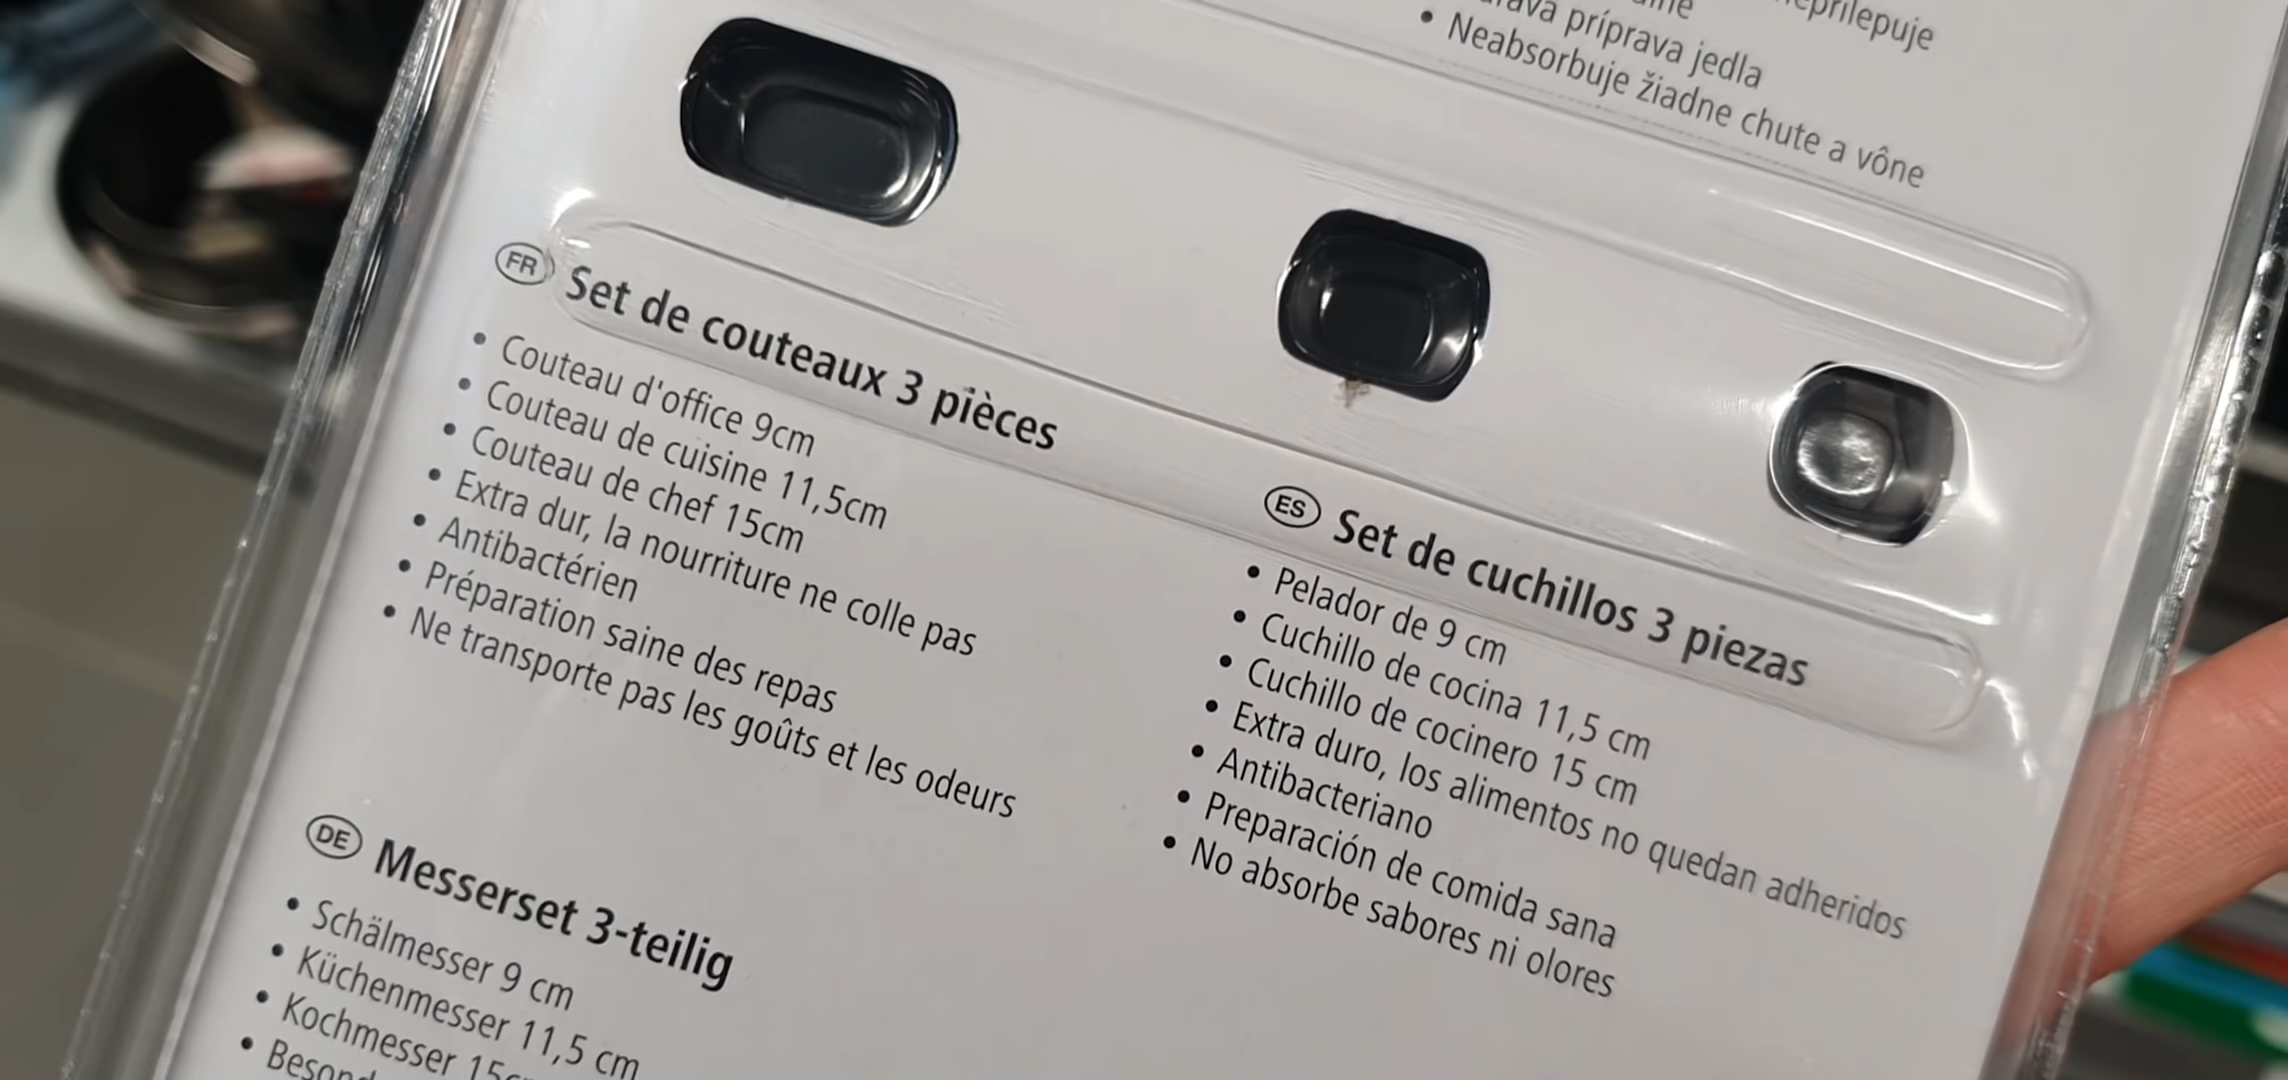 príprava jedla
• Neabsorbuje žiadne chute a vône
FR Set de couteaux 3 pièces
• Couteau d'office 9cm
• Couteau de cuisine 11,5cm
• Couteau de chef 15cm
• Extra dur, la nourriture ne colle pas
• Antibactérien
• Préparation saine des repas
• Ne transporte pas les goûts et les odeurs
ES Set de cuchillos 3 piezas
• Pelador de 9 cm
• Cuchillo de cocina 11,5 cm
• Cuchillo de cocinero 15 cm
• Extra duro, los alimentos no quedan adheridos
• Antibacteriano
• Preparación de comida sana
• No absorbe sabores ni olores
DE Messerset 3-teilig
• Schälmesser 9 cm
• Küchenmesser 11,5 cm
• Kochmesser